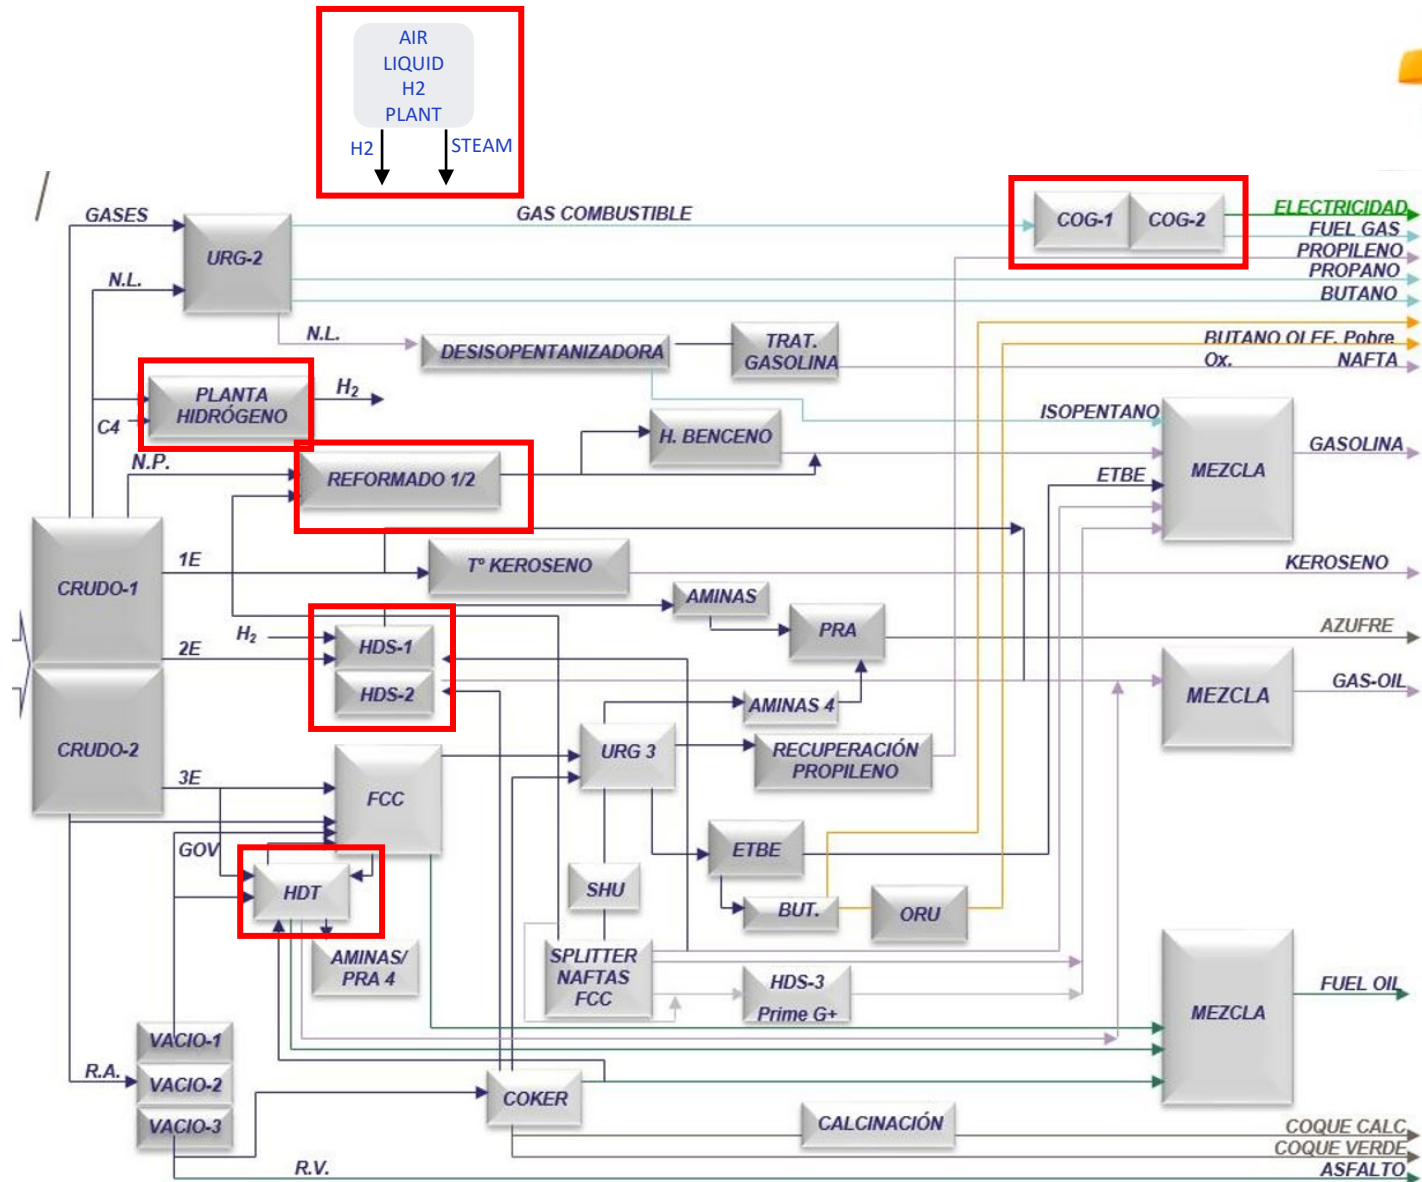 AIR
LIQUID
H2
PLANT
H2
STEAM
GASES
URG-2
GAS COMBUSTIBLE
COG-1
COG-2
ELECTRICIDAD
FUEL GAS
PROPILENO
PROPANO
BUTANO
N.L.
N.L.
DESISOPENTANIZADORA
TRAT.
GASOLINA
BUTANO OLEF. Pobre
Ox.
NAFTA
PLANTA
HIDRÓGENO
H2
C4
ISOPENTANO
H. BENCENO
MEZCLA
GASOLINA
N.P.
REFORMADO 1/2
ETBE
CRUDO-1
1E
Tº KEROSENO
KEROSENO
AMINAS
PRA
AZUFRE
H2
HDS-1
2E
HDS-2
MEZCLA
GAS-OIL
AMINAS 4
CRUDO-2
URG 3
RECUPERACIÓN
PROPILENO
3E
FCC
GOV
HDT
ETBE
SHU
BUT.
ORU
AMINAS/
PRA 4
SPLITTER
NAFTAS
FCC
HDS-3
Prime G+
MEZCLA
FUEL OIL
VACIO-1
R.A.
VACIO-2
VACIO-3
COKER
CALCINACIÓN
COQUE CALC
COQUE VERDE
R.V.
ASFALTO